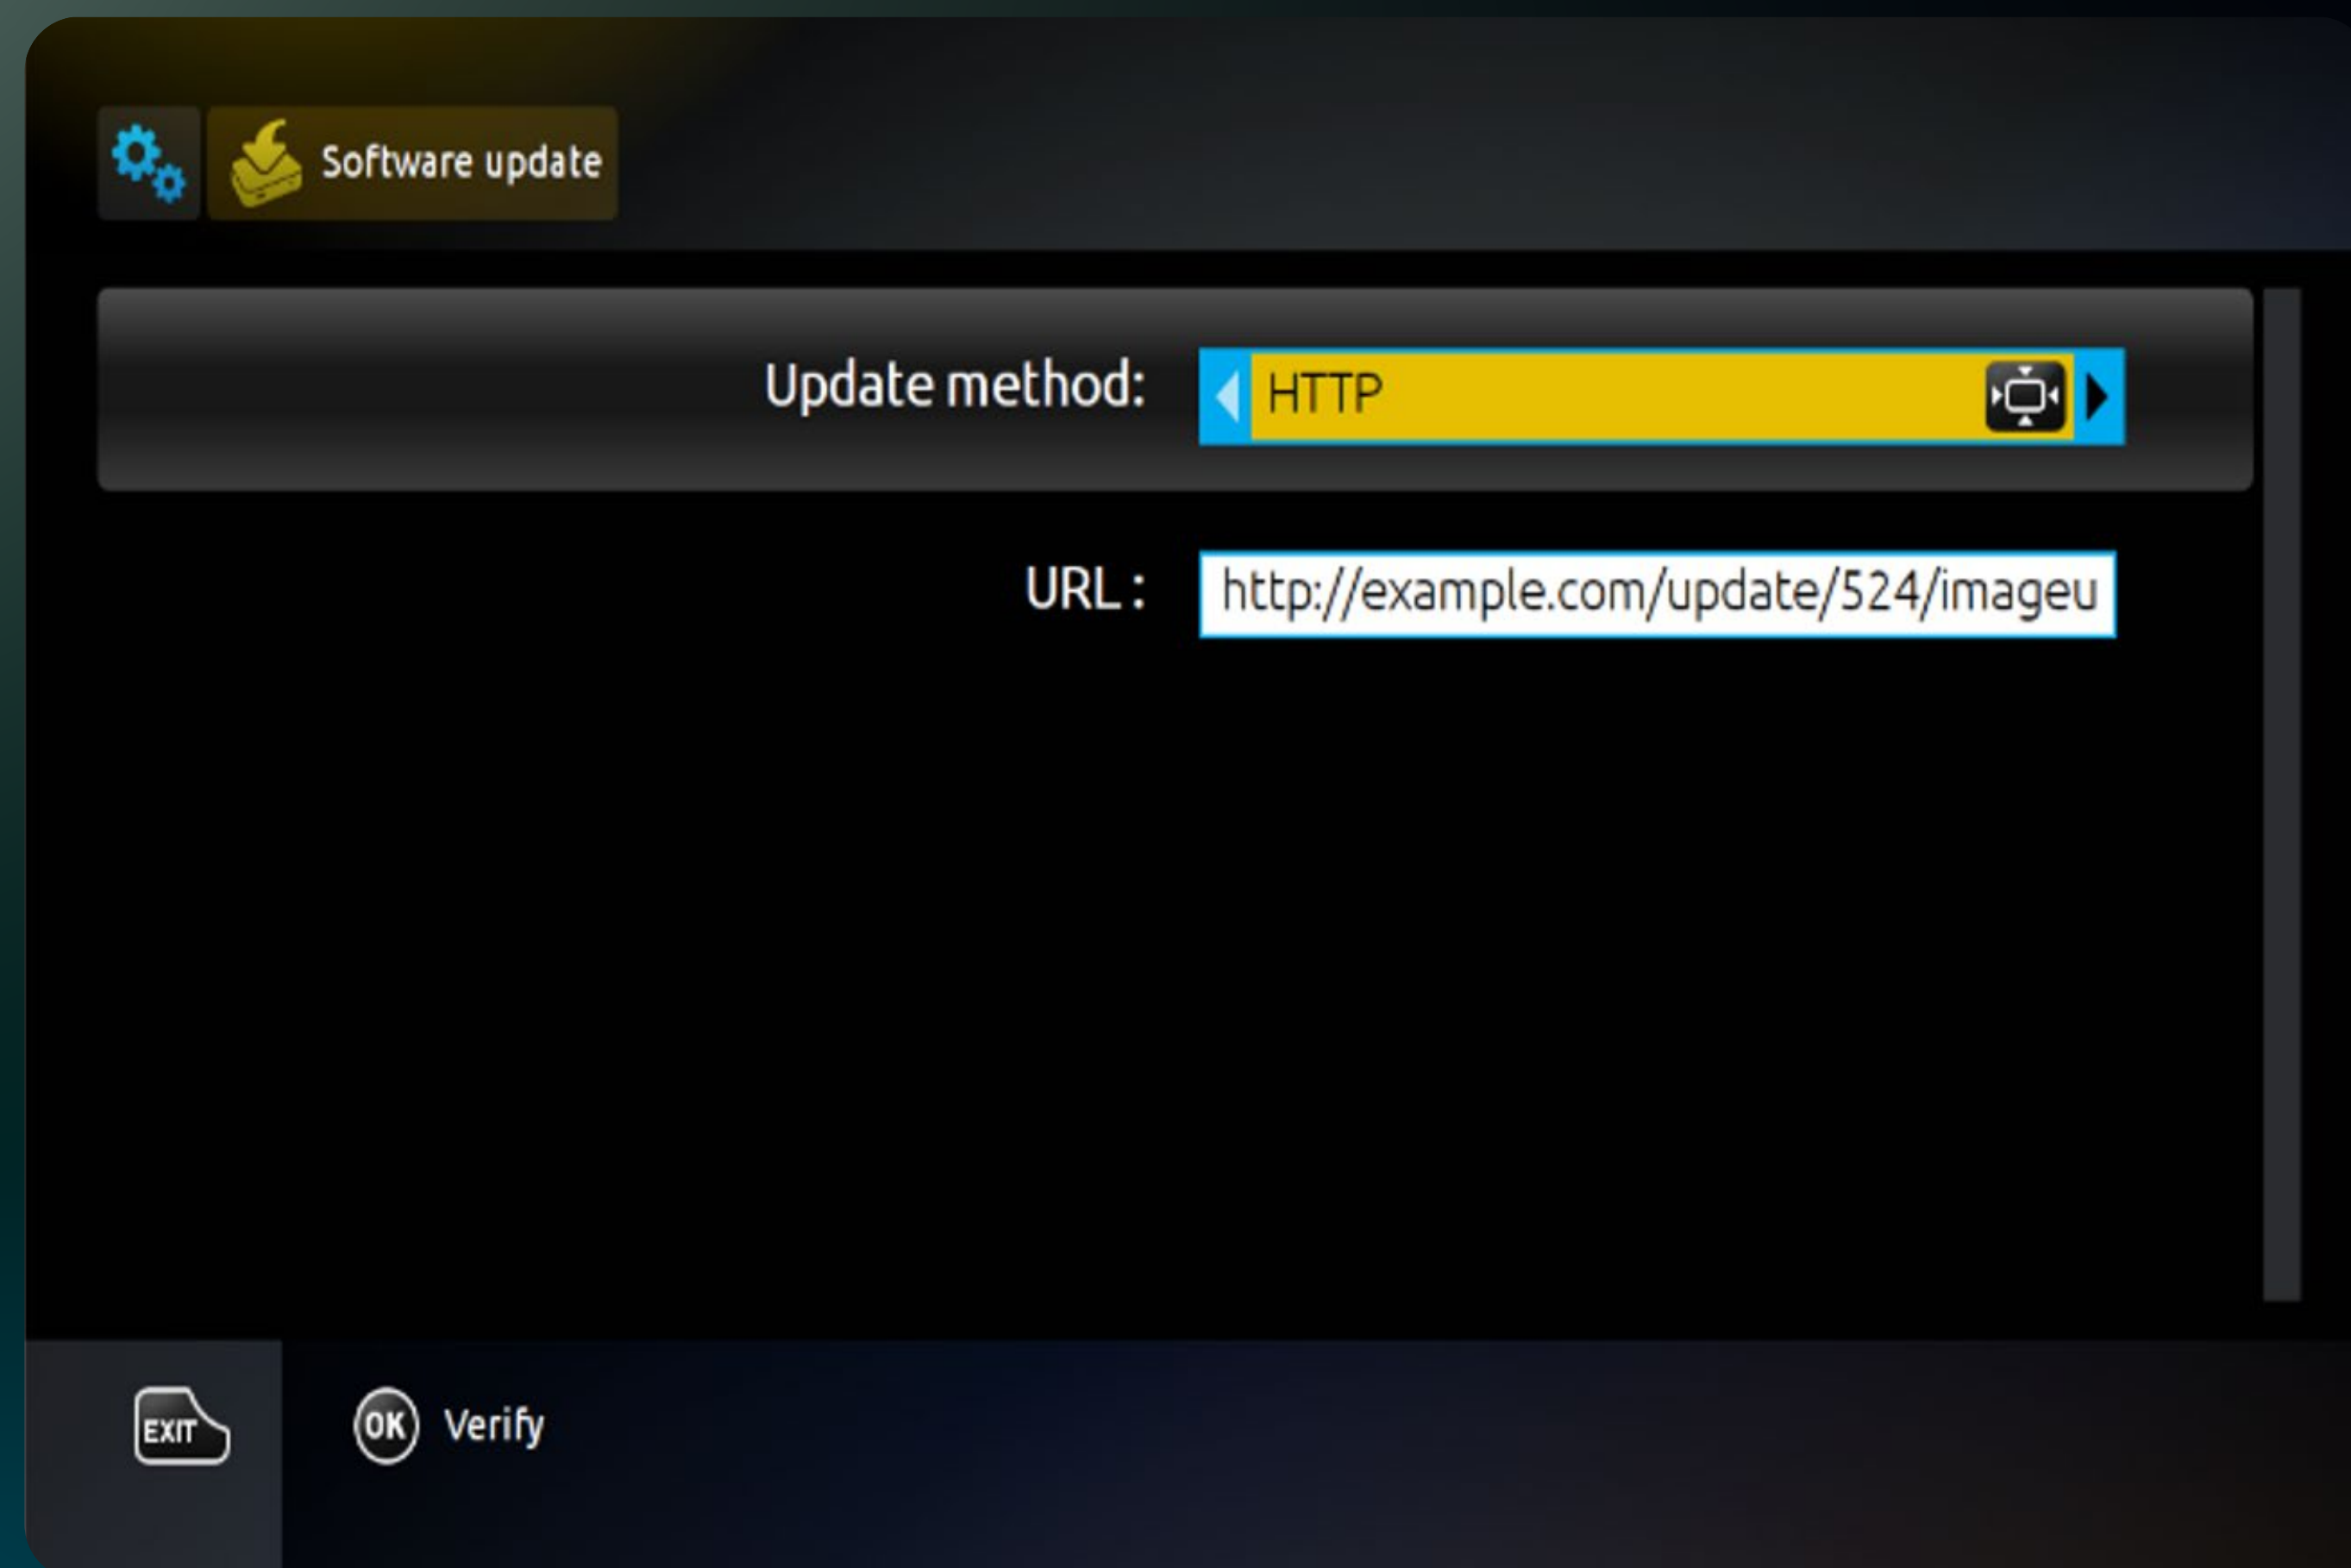 Software update
Update method: HTTP
URL : http://example.com/update/524/imageu
EXIT OK Verify